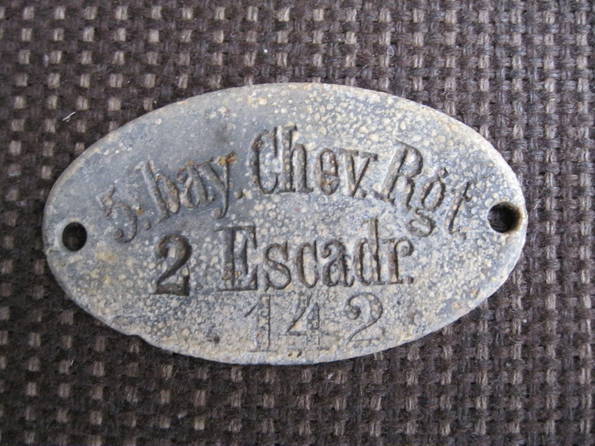 5. bay. Chev. Rgt.
2 Escadr.
142